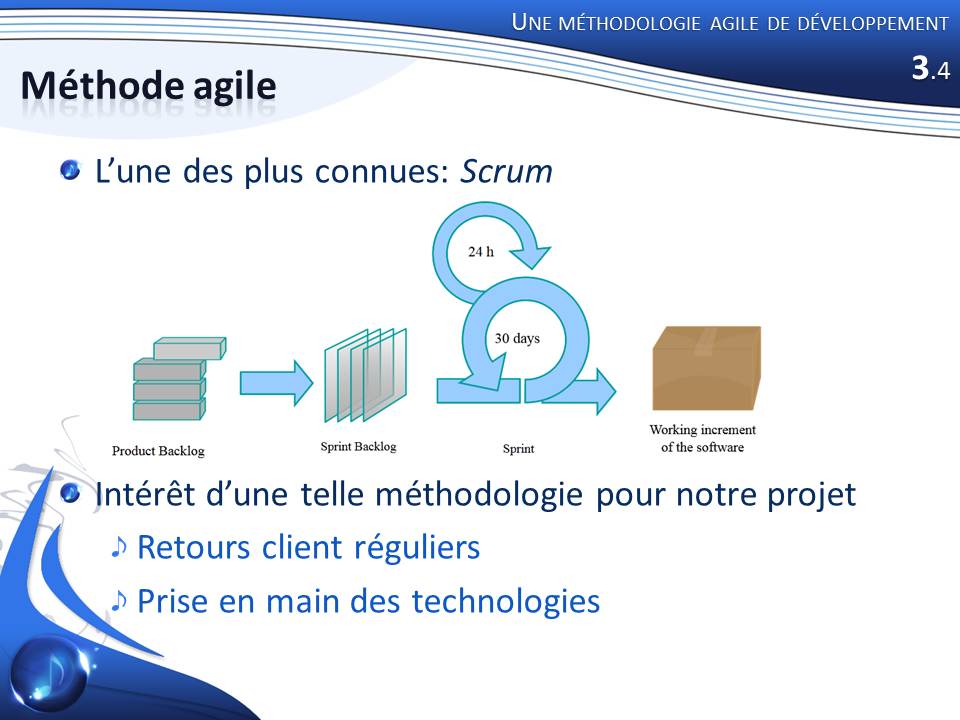 UNE MÉTHODOLOGIE AGILE DE DÉVELOPPEMENT
3.4
Méthode agile
L’une des plus connues: Scrum
24 h
30 days
Product Backlog
Sprint Backlog
Sprint
Working increment
of the software
Intérêt d’une telle méthodologie pour notre projet
Retours client réguliers
Prise en main des technologies